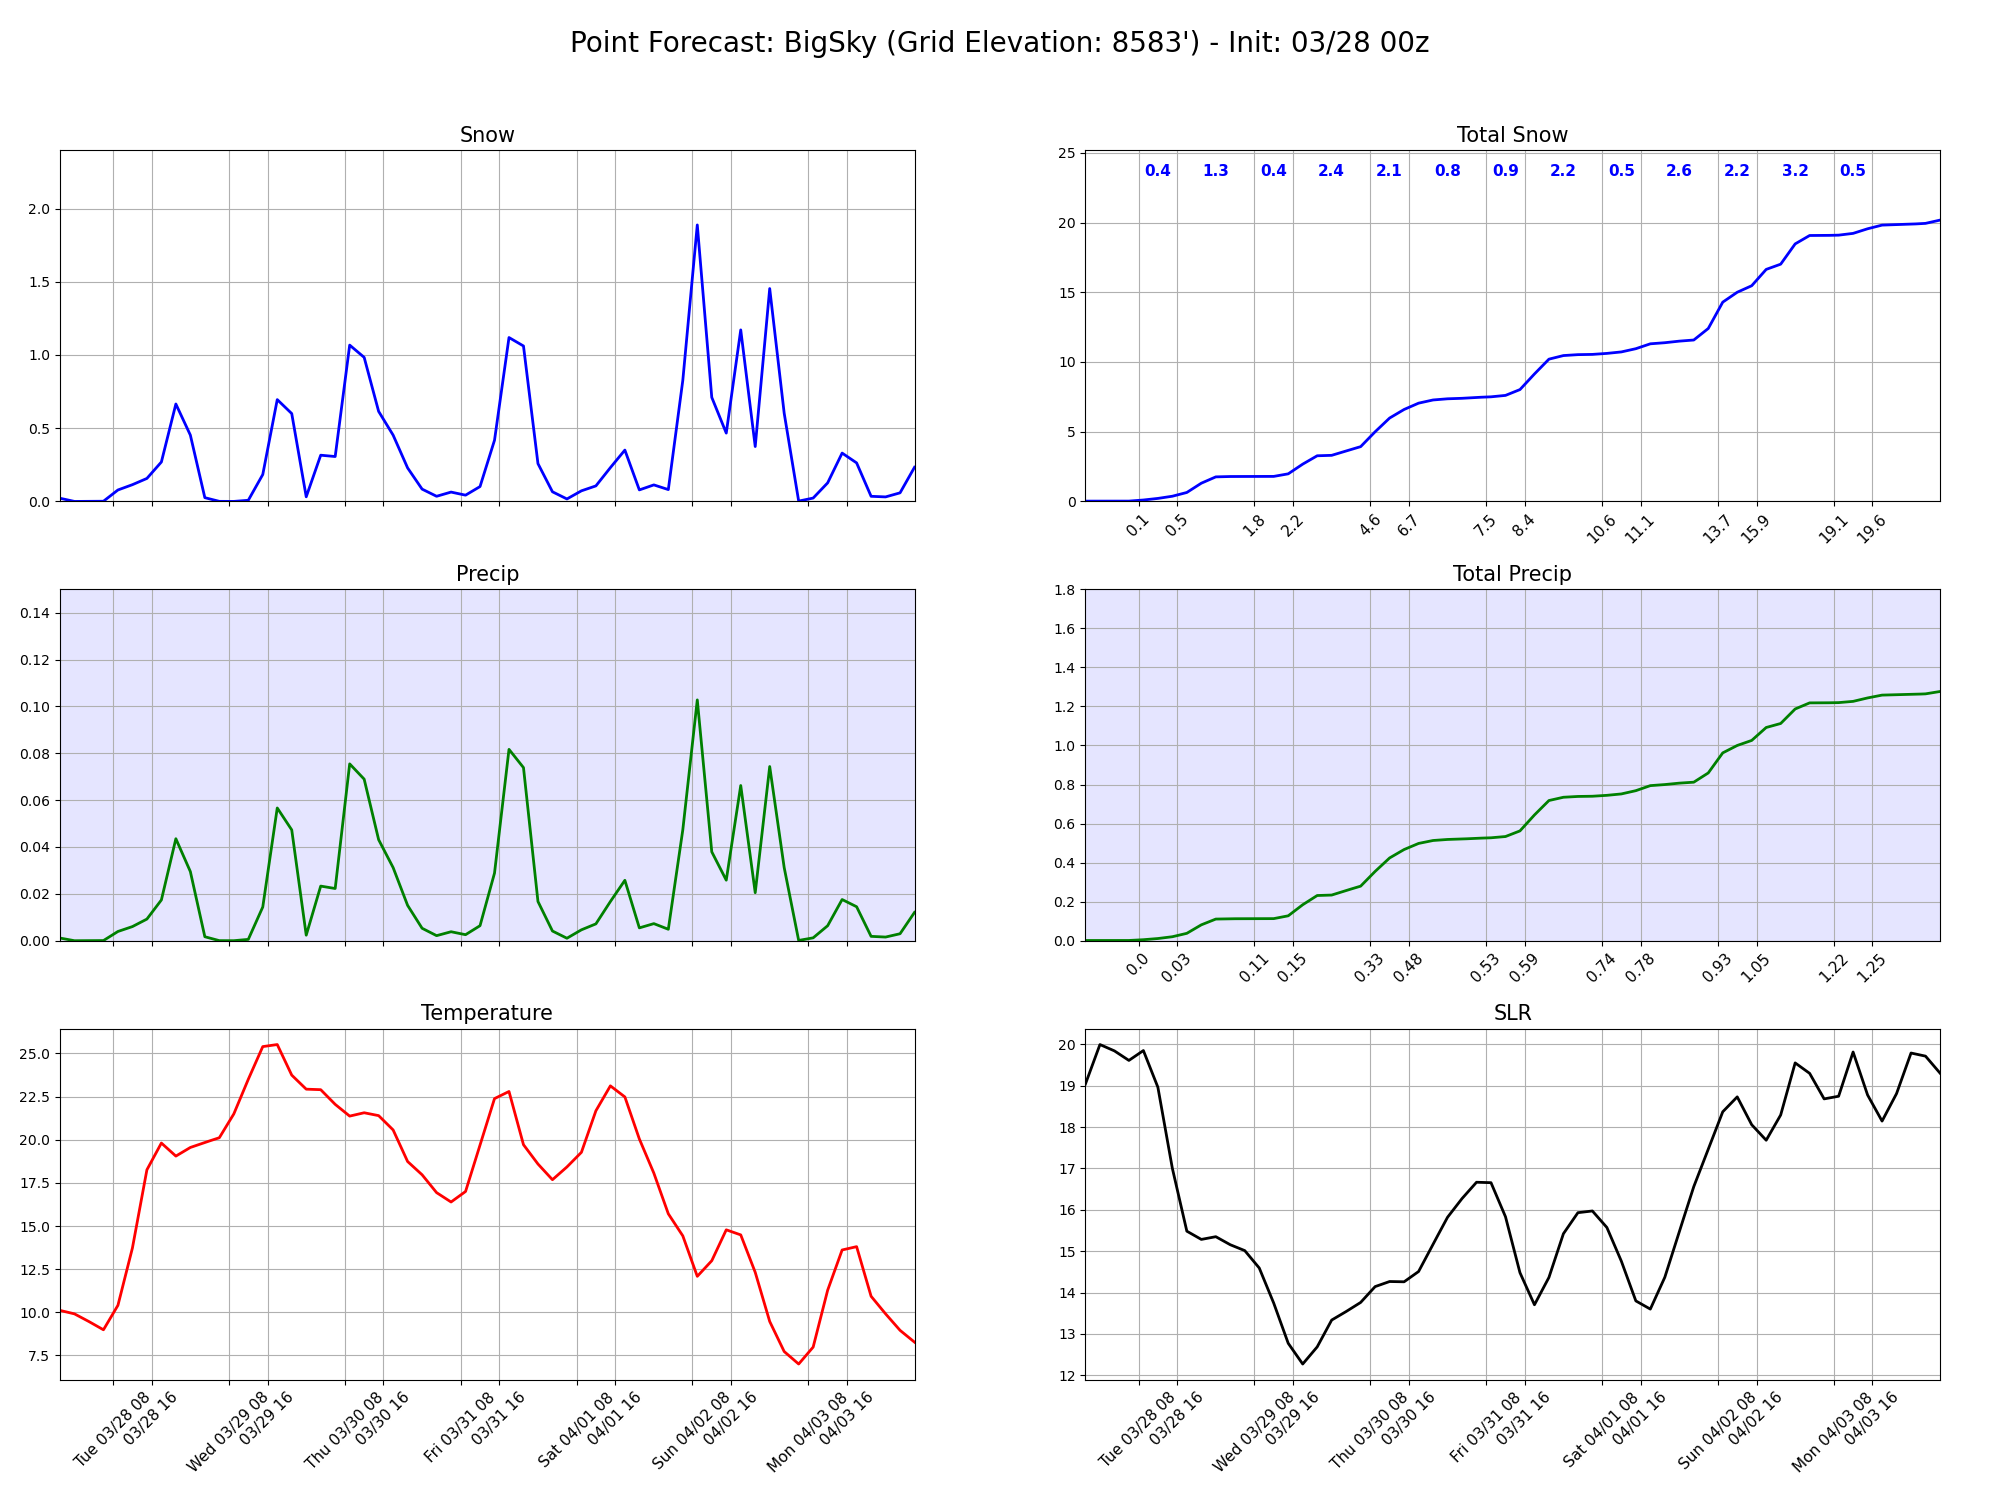 Point Forecast: BigSky (Grid Elevation: 8583') - Init: 03/28 00z
Snow
2.0
1.5
1.0
0.5
0.0
Total Snow
0.4 1.3 0.4 2.4 2.1 0.8 0.9 2.2 0.5 2.6 2.2 3.2 0.5
25
20
15
10
5
0
0.1 0.5 1.8 2.2 4.6 6.7 7.5 8.4 10.6 11.1 13.7 15.9 19.1 19.6
Precip
0.14
0.12
0.10
0.08
0.06
0.04
0.02
0.00
Total Precip
1.8
1.6
1.4
1.2
1.0
0.8
0.6
0.4
0.2
0.0
0.0 0.03 0.11 0.15 0.33 0.48 0.53 0.59 0.74 0.78 0.93 1.05 1.22 1.25
Temperature
25.0
22.5
20.0
17.5
15.0
12.5
10.0
7.5
Tue 03/28 08
03/28 16
Wed 03/29 08
03/29 16
Thu 03/30 08
03/30 16
Fri 03/31 08
03/31 16
Sat 04/01 08
04/01 16
Sun 04/02 08
04/02 16
Mon 04/03 08
04/03 16
SLR
20
19
18
17
16
15
14
13
12
Tue 03/28 08
03/28 16
Wed 03/29 08
03/29 16
Thu 03/30 08
03/30 16
Fri 03/31 08
03/31 16
Sat 04/01 08
04/01 16
Sun 04/02 08
04/02 16
Mon 04/03 08
04/03 16